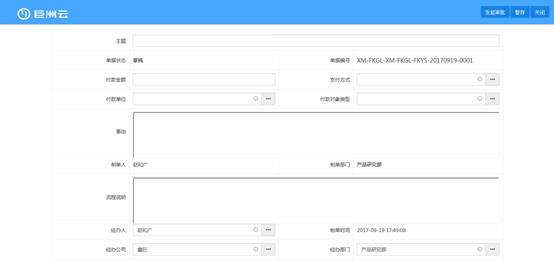 巨洲云
发起审批 暂存 关闭
主题
单据状态 草稿 单据编号 XM-FKGL-XM-FKGL-FKYS-20170919-0001
付款金额 支付方式
付款单位 付款对象类型
事由
制单人 赵和广 制单部门 产品研究部
流程说明
经办人 赵和广 制单时间 2017-09-19 17:49:08
经办公司 经办部门 产品研究部